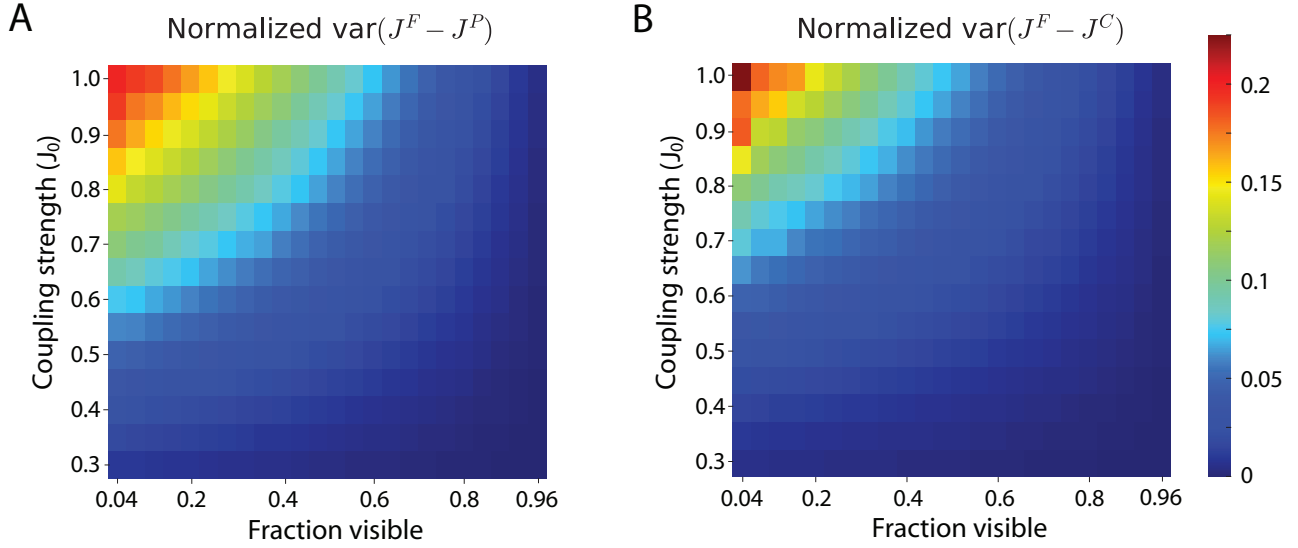 A
Normalized var(J^F − J^P)
Coupling strength (J₀)
1.0
0.9
0.8
0.7
0.6
0.5
0.4
0.3
0.04 0.2 0.4 0.6 0.8 0.96
Fraction visible
B
Normalized var(J^F − J^C)
Coupling strength (J₀)
1.0
0.9
0.8
0.7
0.6
0.5
0.4
0.3
0.04 0.2 0.4 0.6 0.8 0.96
Fraction visible
0.2
0.15
0.1
0.05
0